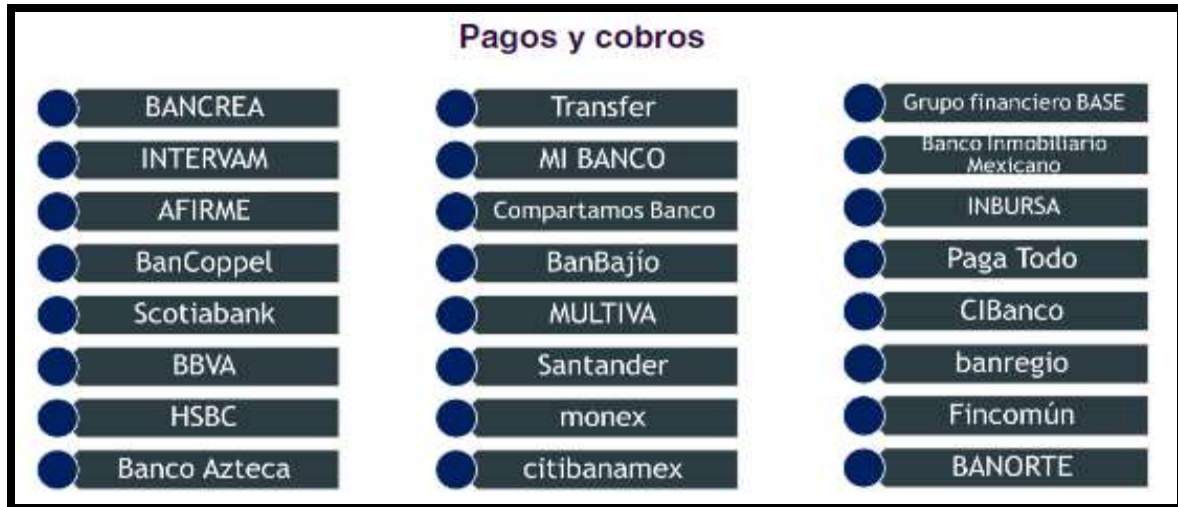 Pagos y cobros
BANCREA
INTERVAM
AFIRME
BanCoppel
Scotiabank
BBVA
HSBC
Banco Azteca
Transfer
MI BANCO
Compartamos Banco
BanBajío
MULTIVA
Santander
monex
citibanamex
Grupo financiero BASE
Banco Inmobiliario
Mexicano
INBURSA
Paga Todo
CIBanco
banregio
Fincomún
BANORTE